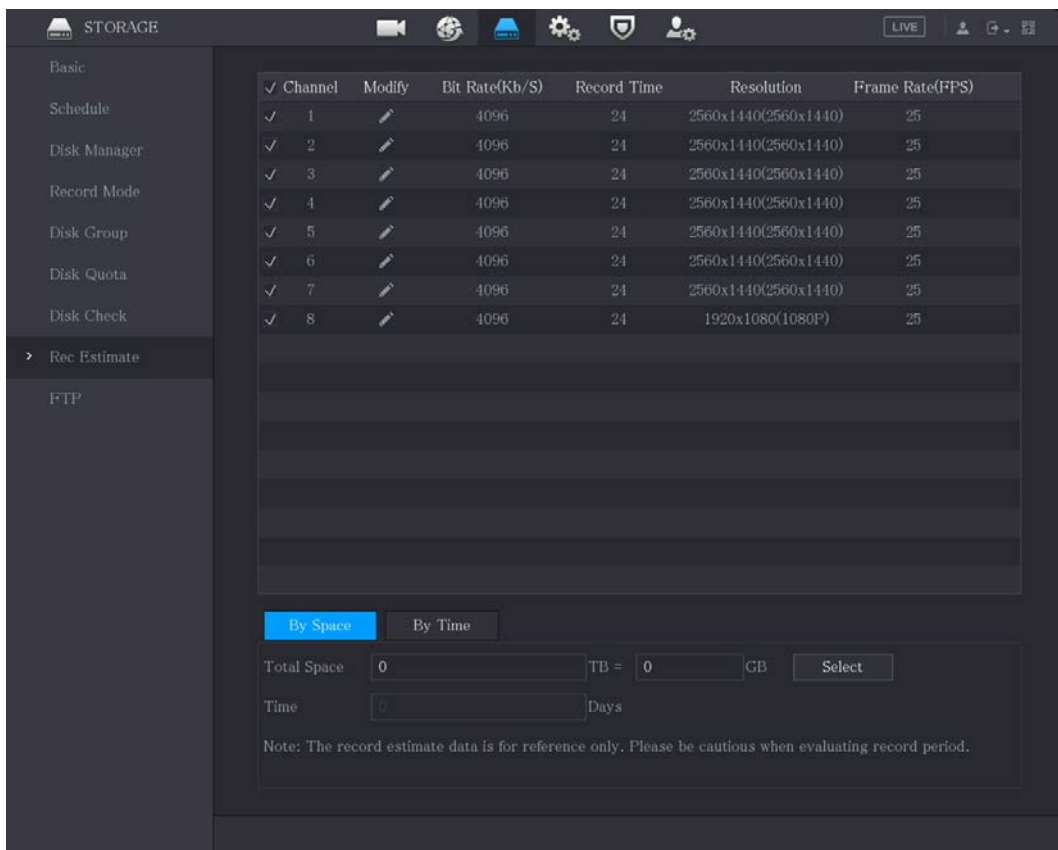 STORAGE LIVE
Basic
Schedule
Disk Manager
Record Mode
Disk Group
Disk Quota
Disk Check
Rec Estimate
FTP
Channel Modify Bit Rate(Kb/S) Record Time Resolution Frame Rate(FPS)
1 4096 24 2560x1440(2560x1440) 25
2 4096 24 2560x1440(2560x1440) 25
3 4096 24 2560x1440(2560x1440) 25
4 4096 24 2560x1440(2560x1440) 25
5 4096 24 2560x1440(2560x1440) 25
6 4096 24 2560x1440(2560x1440) 25
7 4096 24 2560x1440(2560x1440) 25
8 4096 24 1920x1080(1080P) 25
By Space By Time
Total Space 0 TB = 0 GB Select
Time 0 Days
Note: The record estimate data is for reference only. Please be cautious when evaluating record period.